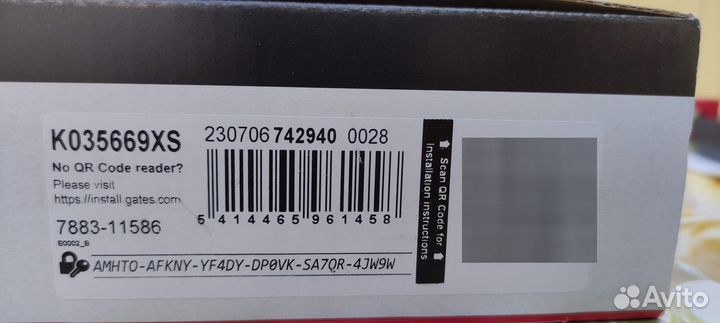 K035669XS
230706 742940 0028
No QR Code reader?
Please visit
https://install.gates.com
7883-11586
E0002_B
5 414465 961458
AMHTO-AFKNY-YF4DY-DP0VK-SA7QR-4JW9W
Scan QR Code for
installation instructions
Avito